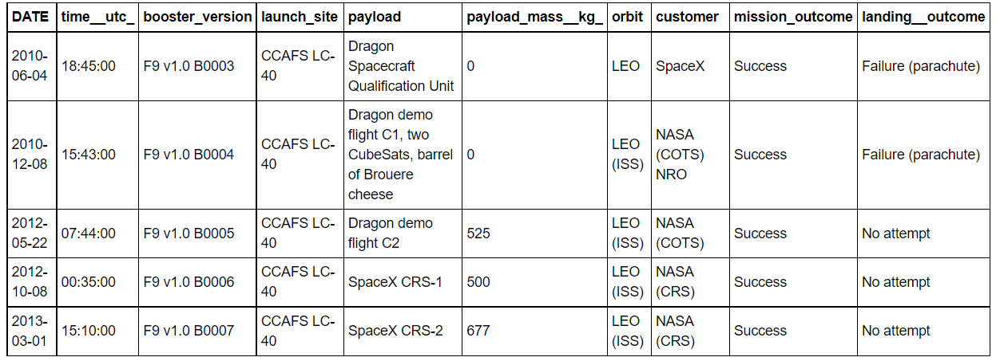 DATE time__utc_ booster_version launch_site payload payload_mass__kg_ orbit customer mission_outcome landing__outcome
2010-
06-04
18:45:00
F9 v1.0 B0003
CCAFS LC-
40
Dragon
Spacecraft
Qualification Unit
0
LEO
SpaceX
Success
Failure (parachute)
2010-
12-08
15:43:00
F9 v1.0 B0004
CCAFS LC-
40
Dragon demo
flight C1, two
CubeSats, barrel
of Brouere
cheese
0
LEO
(ISS)
NASA
(COTS)
NRO
Success
Failure (parachute)
2012-
05-22
07:44:00
F9 v1.0 B0005
CCAFS LC-
40
Dragon demo
flight C2
525
LEO
(ISS)
NASA
(COTS)
Success
No attempt
2012-
10-08
00:35:00
F9 v1.0 B0006
CCAFS LC-
40
SpaceX CRS-1
500
LEO
(ISS)
NASA
(CRS)
Success
No attempt
2013-
03-01
15:10:00
F9 v1.0 B0007
CCAFS LC-
40
SpaceX CRS-2
677
LEO
(ISS)
NASA
(CRS)
Success
No attempt